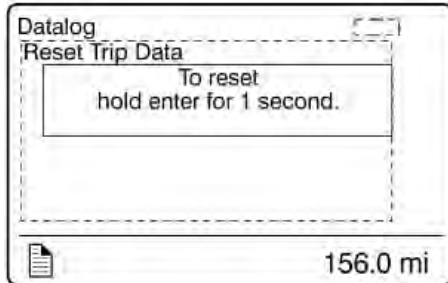 Datalog
Reset Trip Data
To reset
hold enter for 1 second.
156.0 mi